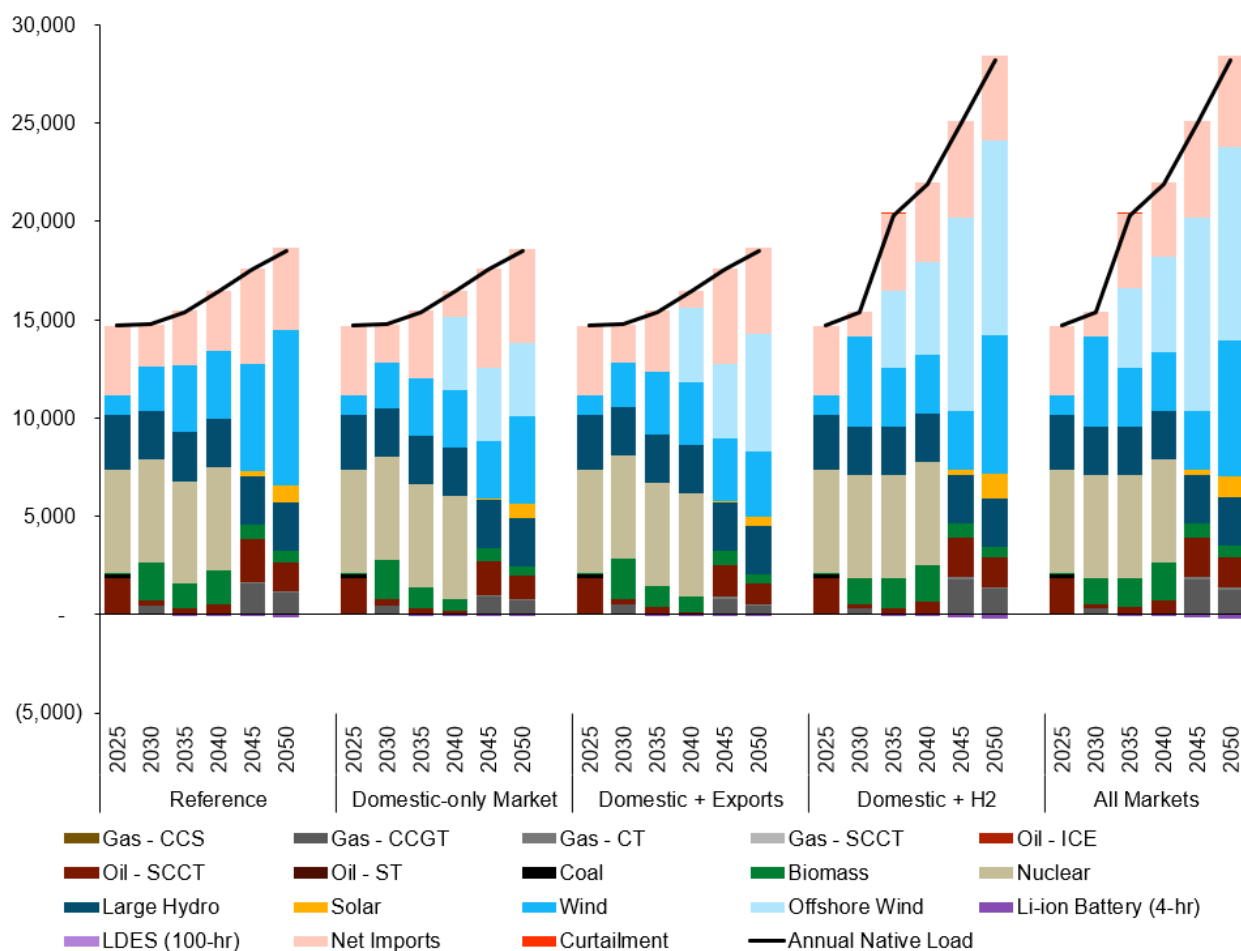 30,000
25,000
20,000
15,000
10,000
5,000
-
(5,000)
2025 2030 2035 2040 2045 2050 2025 2030 2035 2040 2045 2050 2025 2030 2035 2040 2045 2050 2025 2030 2035 2040 2045 2050 2025 2030 2035 2040 2045 2050
Reference Domestic-only Market Domestic + Exports Domestic + H2 All Markets
Gas - CCS Gas - CCGT Gas - CT Gas - SCCT Oil - ICE
Oil - SCCT Oil - ST Coal Biomass Nuclear
Large Hydro Solar Wind Offshore Wind Li-ion Battery (4-hr)
LDES (100-hr) Net Imports Curtailment Annual Native Load